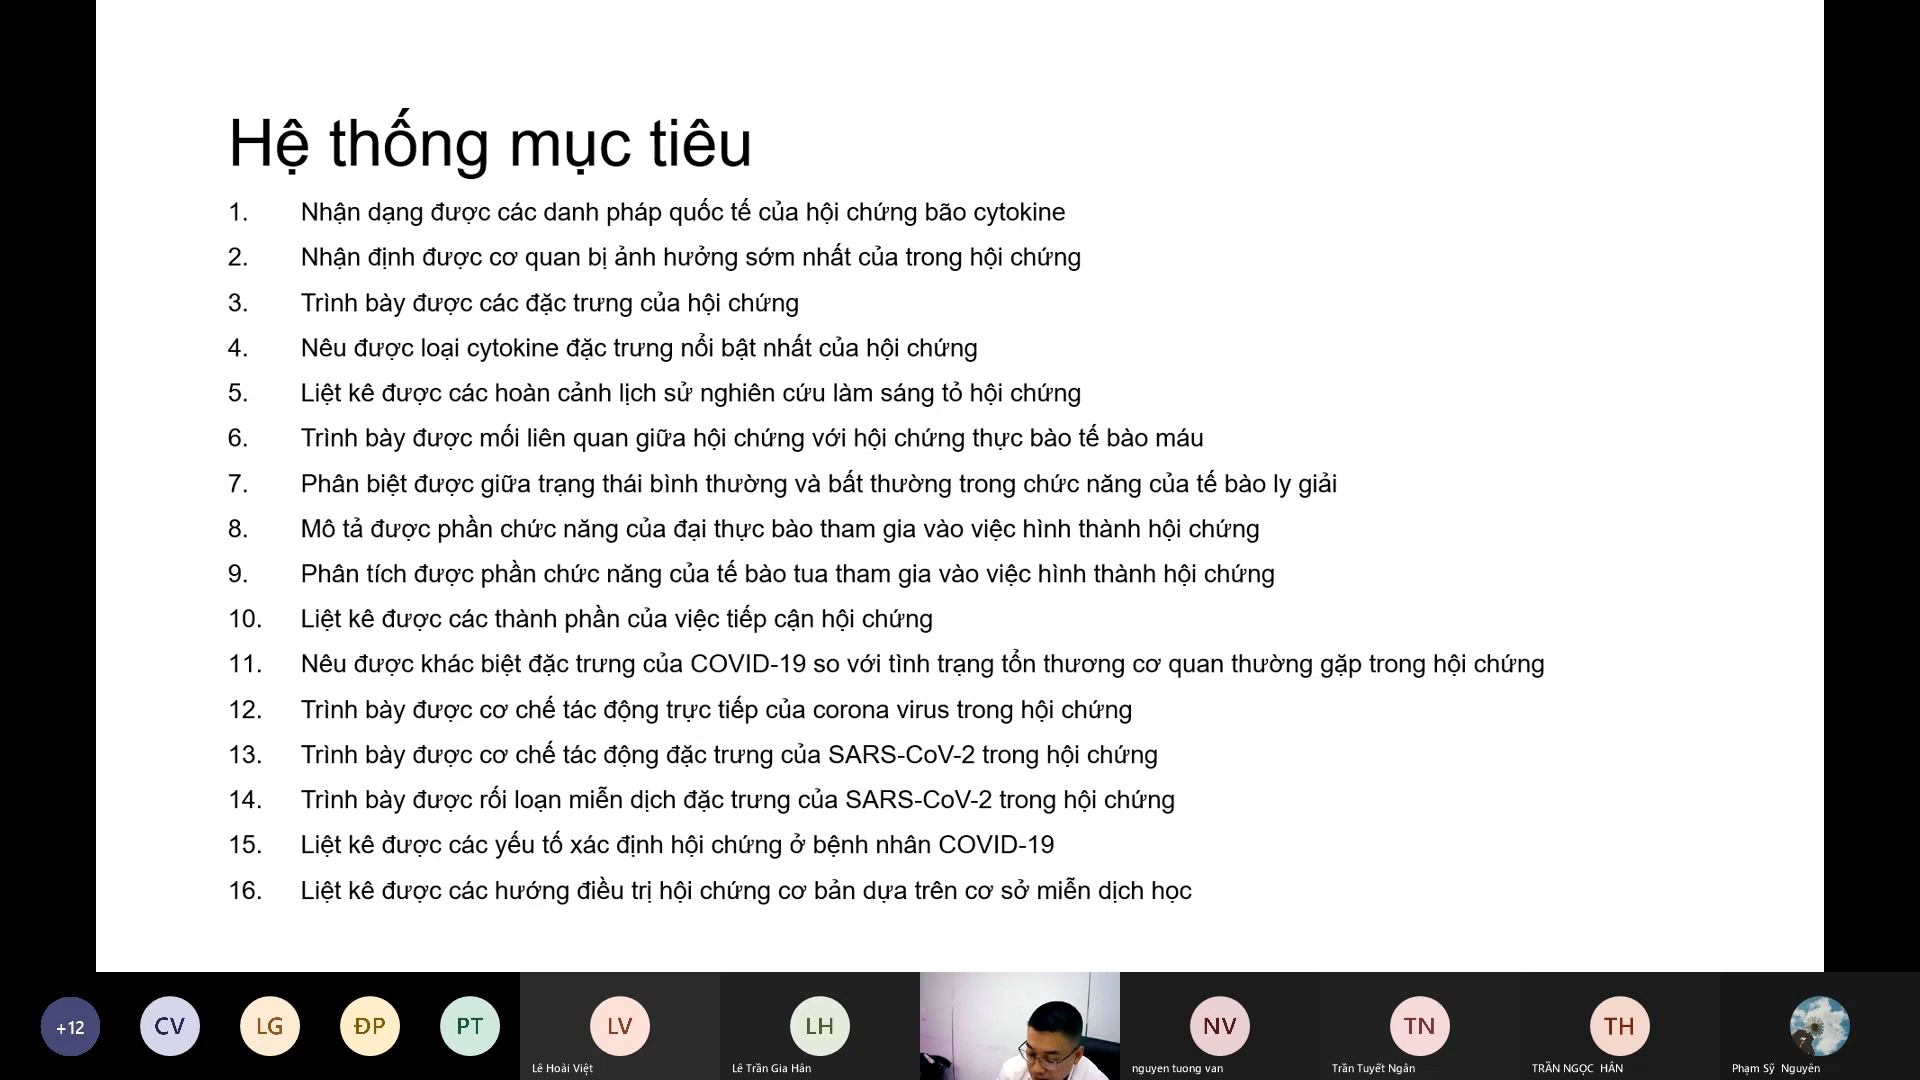 Hệ thống mục tiêu
1. Nhận dạng được các danh pháp quốc tế của hội chứng bão cytokine
2. Nhận định được cơ quan bị ảnh hưởng sớm nhất của trong hội chứng
3. Trình bày được các đặc trưng của hội chứng
4. Nêu được loại cytokine đặc trưng nổi bật nhất của hội chứng
5. Liệt kê được các hoàn cảnh lịch sử nghiên cứu làm sáng tỏ hội chứng
6. Trình bày được mối liên quan giữa hội chứng với hội chứng thực bào tế bào máu
7. Phân biệt được giữa trạng thái bình thường và bất thường trong chức năng của tế bào ly giải
8. Mô tả được phần chức năng của đại thực bào tham gia vào việc hình thành hội chứng
9. Phân tích được phần chức năng của tế bào tua tham gia vào việc hình thành hội chứng
10. Liệt kê được các thành phần của việc tiếp cận hội chứng
11. Nêu được khác biệt đặc trưng của COVID-19 so với tình trạng tổn thương cơ quan thường gặp trong hội chứng
12. Trình bày được cơ chế tác động trực tiếp của corona virus trong hội chứng
13. Trình bày được cơ chế tác động đặc trưng của SARS-CoV-2 trong hội chứng
14. Trình bày được rối loạn miễn dịch đặc trưng của SARS-CoV-2 trong hội chứng
15. Liệt kê được các yếu tố xác định hội chứng ở bệnh nhân COVID-19
16. Liệt kê được các hướng điều trị hội chứng cơ bản dựa trên cơ sở miễn dịch học
+12 CV LG ĐP PT LV LH NV TN TH
Lê Hoài Việt Lê Trần Gia Hân nguyen tuong van Trần Tuyết Ngân TRẦN NGỌC HÂN Phạm Sỹ Nguyên